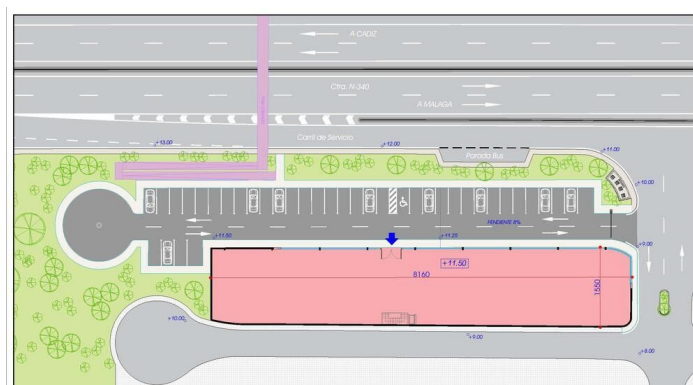 A CADIZ
Ctra. N-340
A MALAGA
Carril de Servicio
+13.00
+12.00
Parada Bus
+11.00
+10.00
PENDIENTE 8%
+11.50
+11.25
+9.00
+11.50
8160
1550
+10.00
+9.00
+8.00